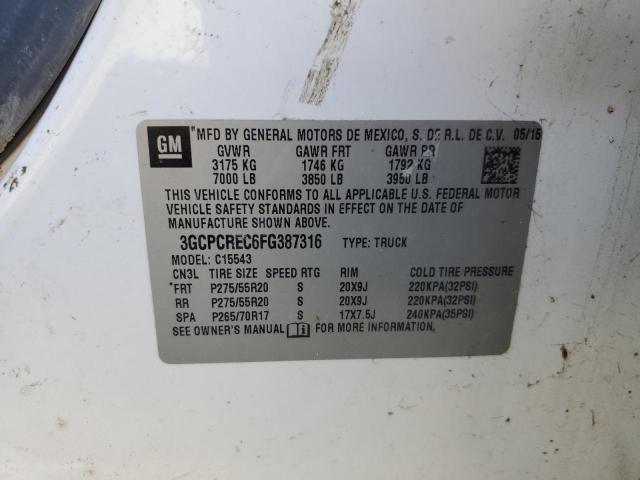 GM
*MFD BY GENERAL MOTORS DE MEXICO, S. DE R.L. DE C.V. 05/15
GVWR GAWR FRT GAWR RR
3175 KG 1746 KG 1792 KG
7000 LB 3850 LB 3950 LB
THIS VEHICLE CONFORMS TO ALL APPLICABLE U.S. FEDERAL MOTOR
VEHICLE SAFETY STANDARDS IN EFFECT ON THE DATE OF
MANUFACTURE SHOWN ABOVE.
3GCPCREC6FG387316 TYPE: TRUCK
MODEL: C15543
CN3L TIRE SIZE SPEED RTG RIM COLD TIRE PRESSURE
*FRT P275/55R20 S 20X9J 220KPA(32PSI)
RR P275/55R20 S 20X9J 220KPA(32PSI)
SPA P265/70R17 S 17X7.5J 240KPA(35PSI)
SEE OWNER'S MANUAL FOR MORE INFORMATION.